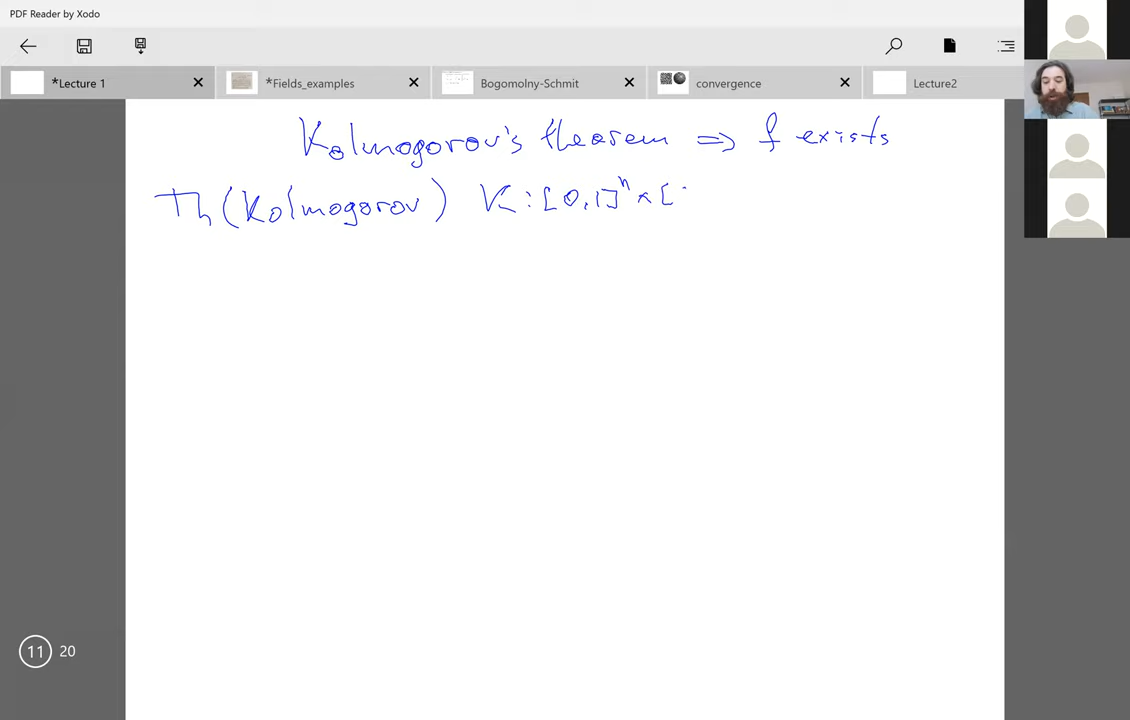 PDF Reader by Xodo
*Lecture 1
*Fields_examples
Bogomolny-Schmit
convergence
Lecture2
Kolmogorov's theorem ⇒ f exists
Th (Kolmogorov) K : [0,1]ⁿ × [
11 20